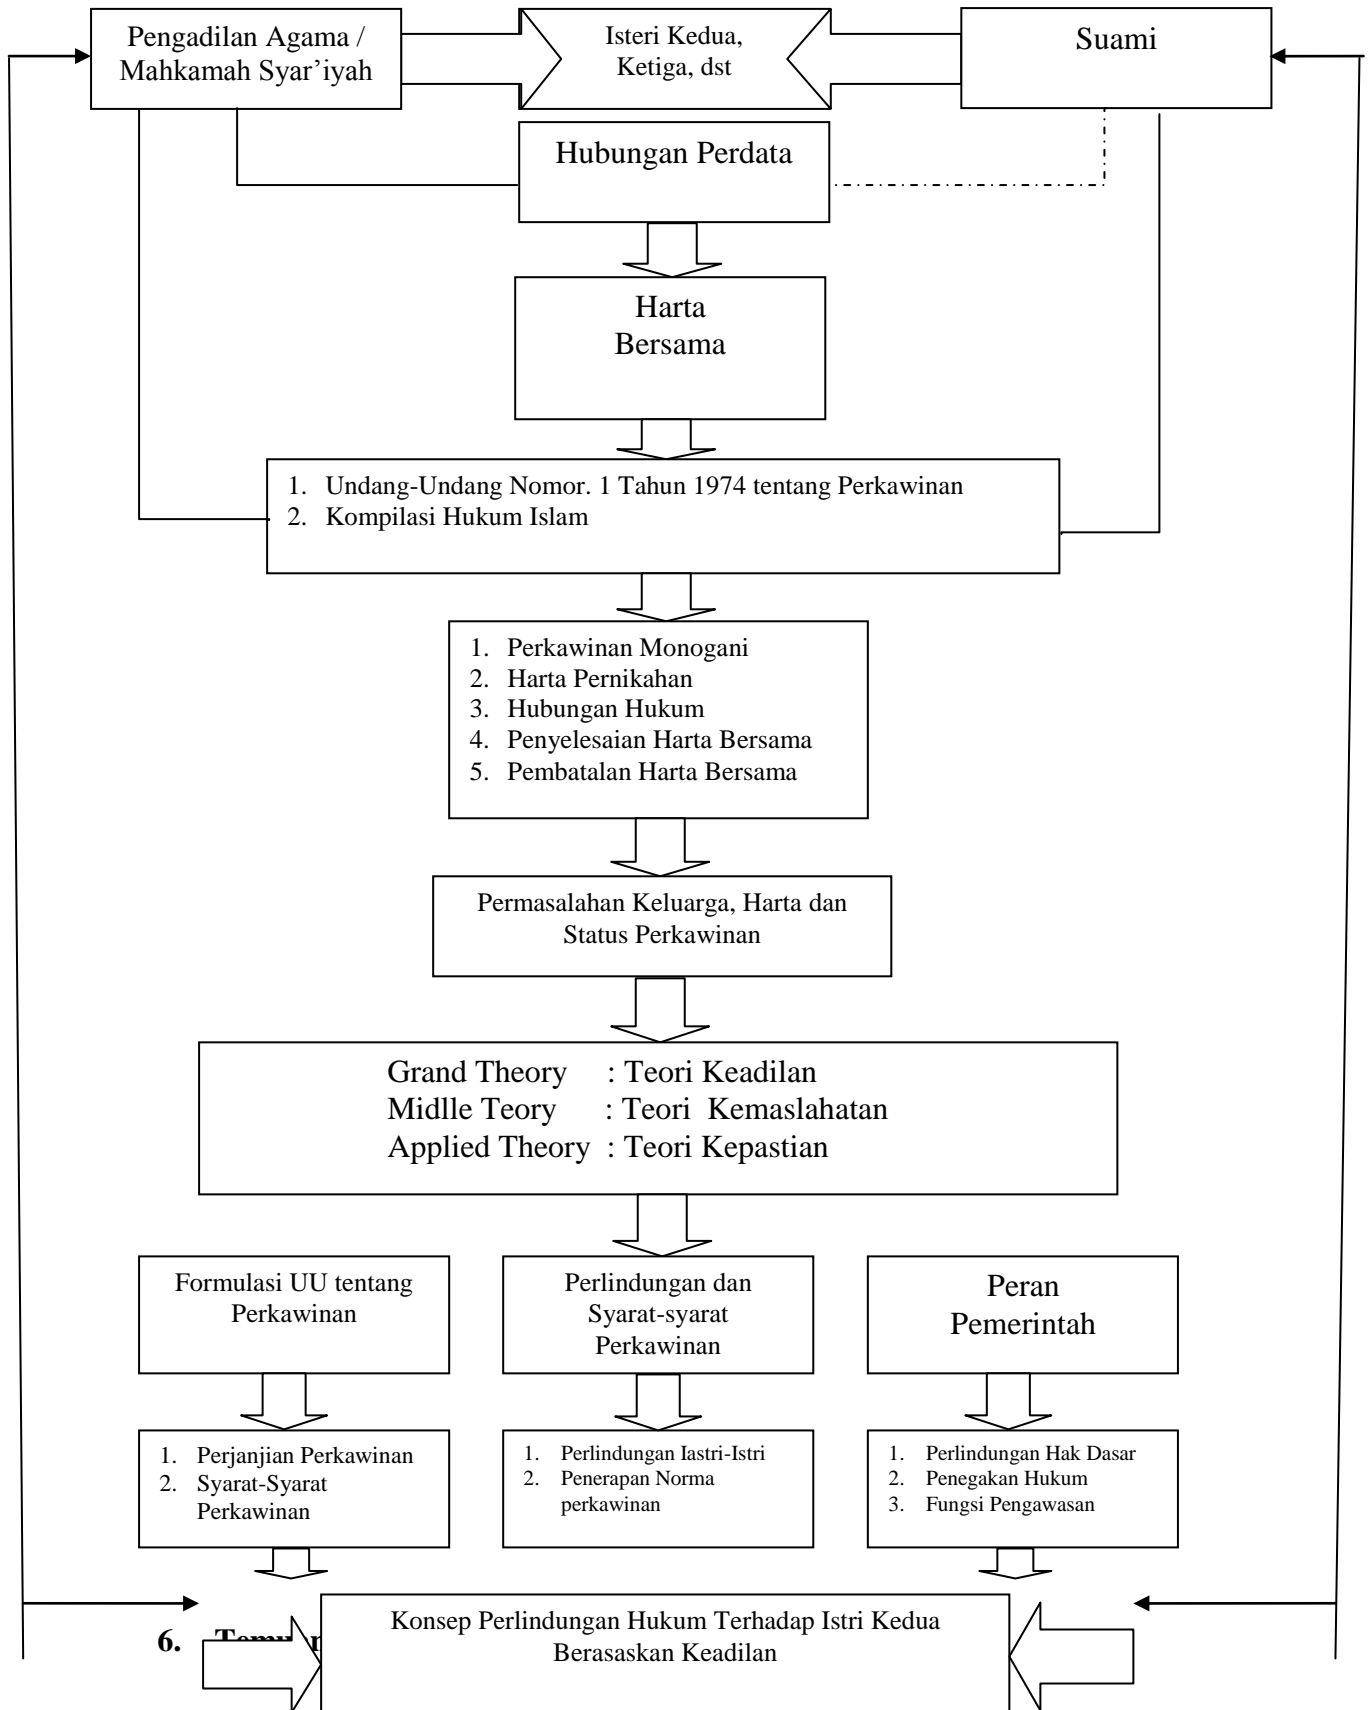 Pengadilan Agama /
Mahkamah Syar’iyah
Isteri Kedua,
Ketiga, dst
Suami
Hubungan Perdata
Harta
Bersama
1. Undang-Undang Nomor. 1 Tahun 1974 tentang Perkawinan
2. Kompilasi Hukum Islam
1. Perkawinan Monogani
2. Harta Pernikahan
3. Hubungan Hukum
4. Penyelesaian Harta Bersama
5. Pembatalan Harta Bersama
Permasalahan Keluarga, Harta dan
Status Perkawinan
Grand Theory : Teori Keadilan
Midlle Teory : Teori Kemaslahatan
Applied Theory : Teori Kepastian
Formulasi UU tentang
Perkawinan
Perlindungan dan
Syarat-syarat
Perkawinan
Peran
Pemerintah
1. Perjanjian Perkawinan
2. Syarat-Syarat
Perkawinan
1. Perlindungan Iastri-Istri
2. Penerapan Norma
perkawinan
1. Perlindungan Hak Dasar
2. Penegakan Hukum
3. Fungsi Pengawasan
Konsep Perlindungan Hukum Terhadap Istri Kedua
Berasaskan Keadilan
6.